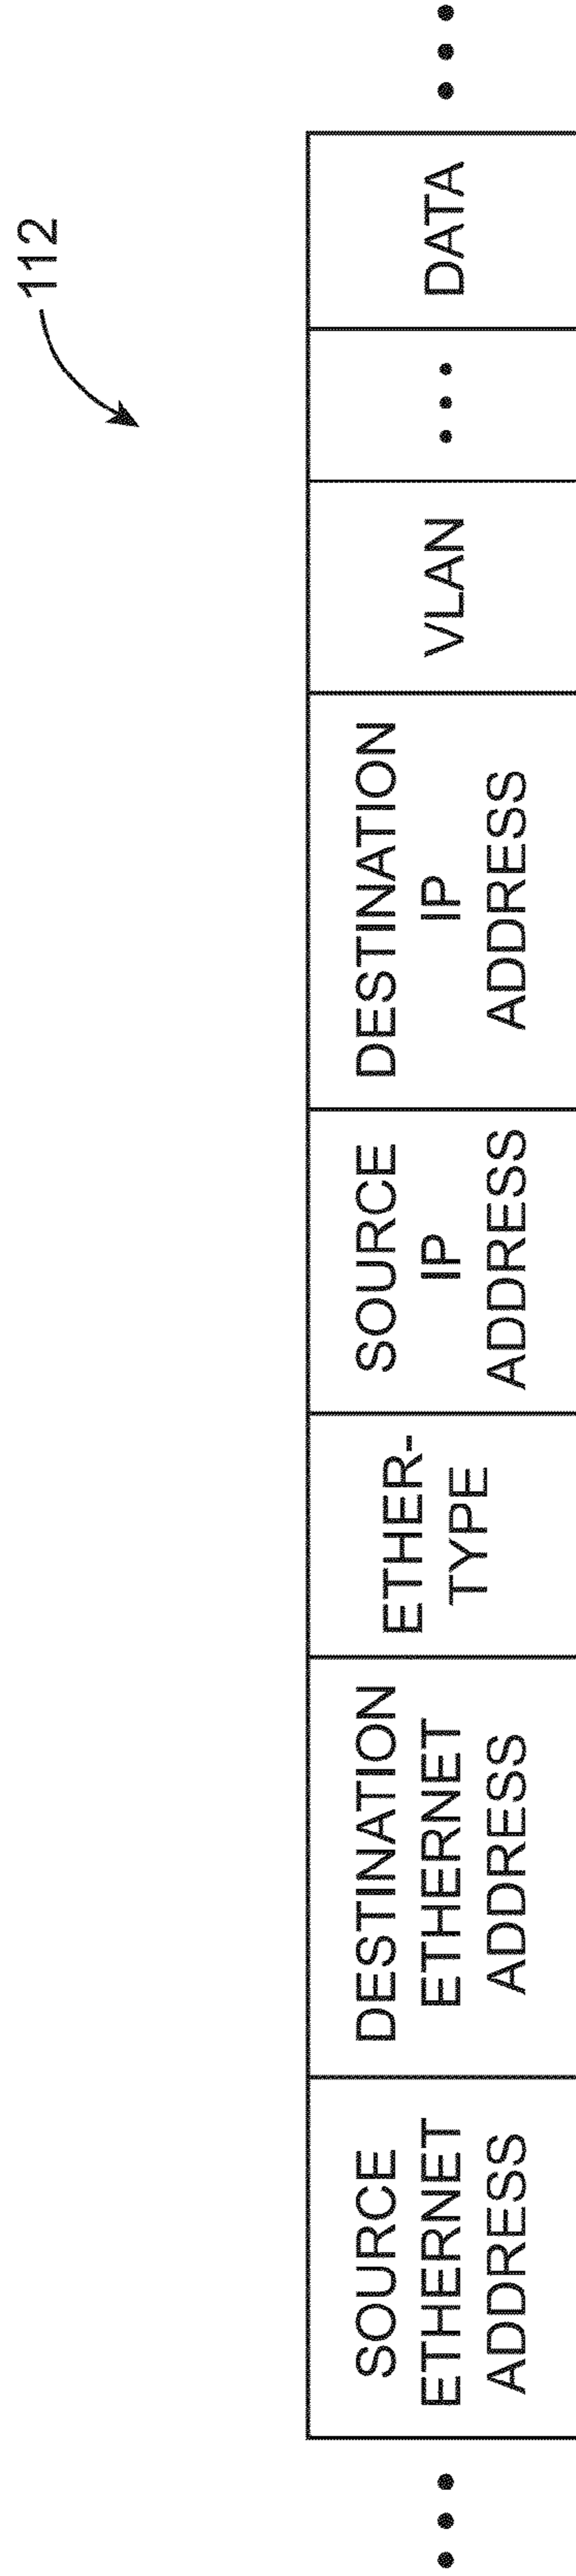 112
SOURCE
ETHERNET
ADDRESS
DESTINATION
ETHERNET
ADDRESS
ETHER-
TYPE
SOURCE
IP
ADDRESS
DESTINATION
IP
ADDRESS
VLAN
DATA